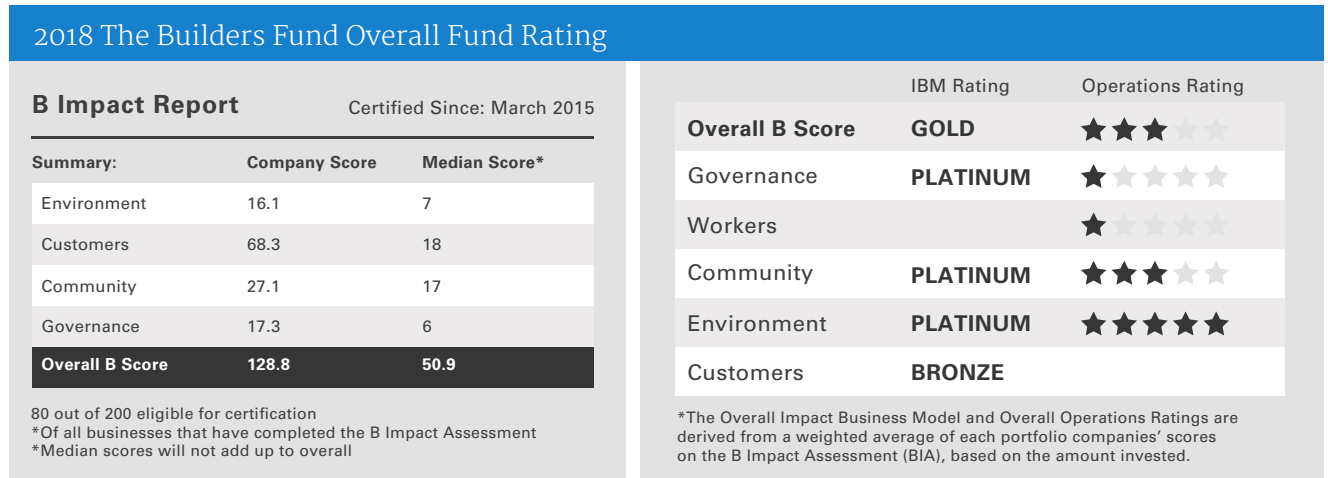 2018 The Builders Fund Overall Fund Rating
B Impact Report
Certified Since: March 2015
Summary: Company Score Median Score*
Environment 16.1 7
Customers 68.3 18
Community 27.1 17
Governance 17.3 6
Overall B Score 128.8 50.9
80 out of 200 eligible for certification
*Of all businesses that have completed the B Impact Assessment
*Median scores will not add up to overall
IBM Rating Operations Rating
Overall B Score GOLD
Governance PLATINUM
Workers
Community PLATINUM
Environment PLATINUM
Customers BRONZE
*The Overall Impact Business Model and Overall Operations Ratings are
derived from a weighted average of each portfolio companies’ scores
on the B Impact Assessment (BIA), based on the amount invested.